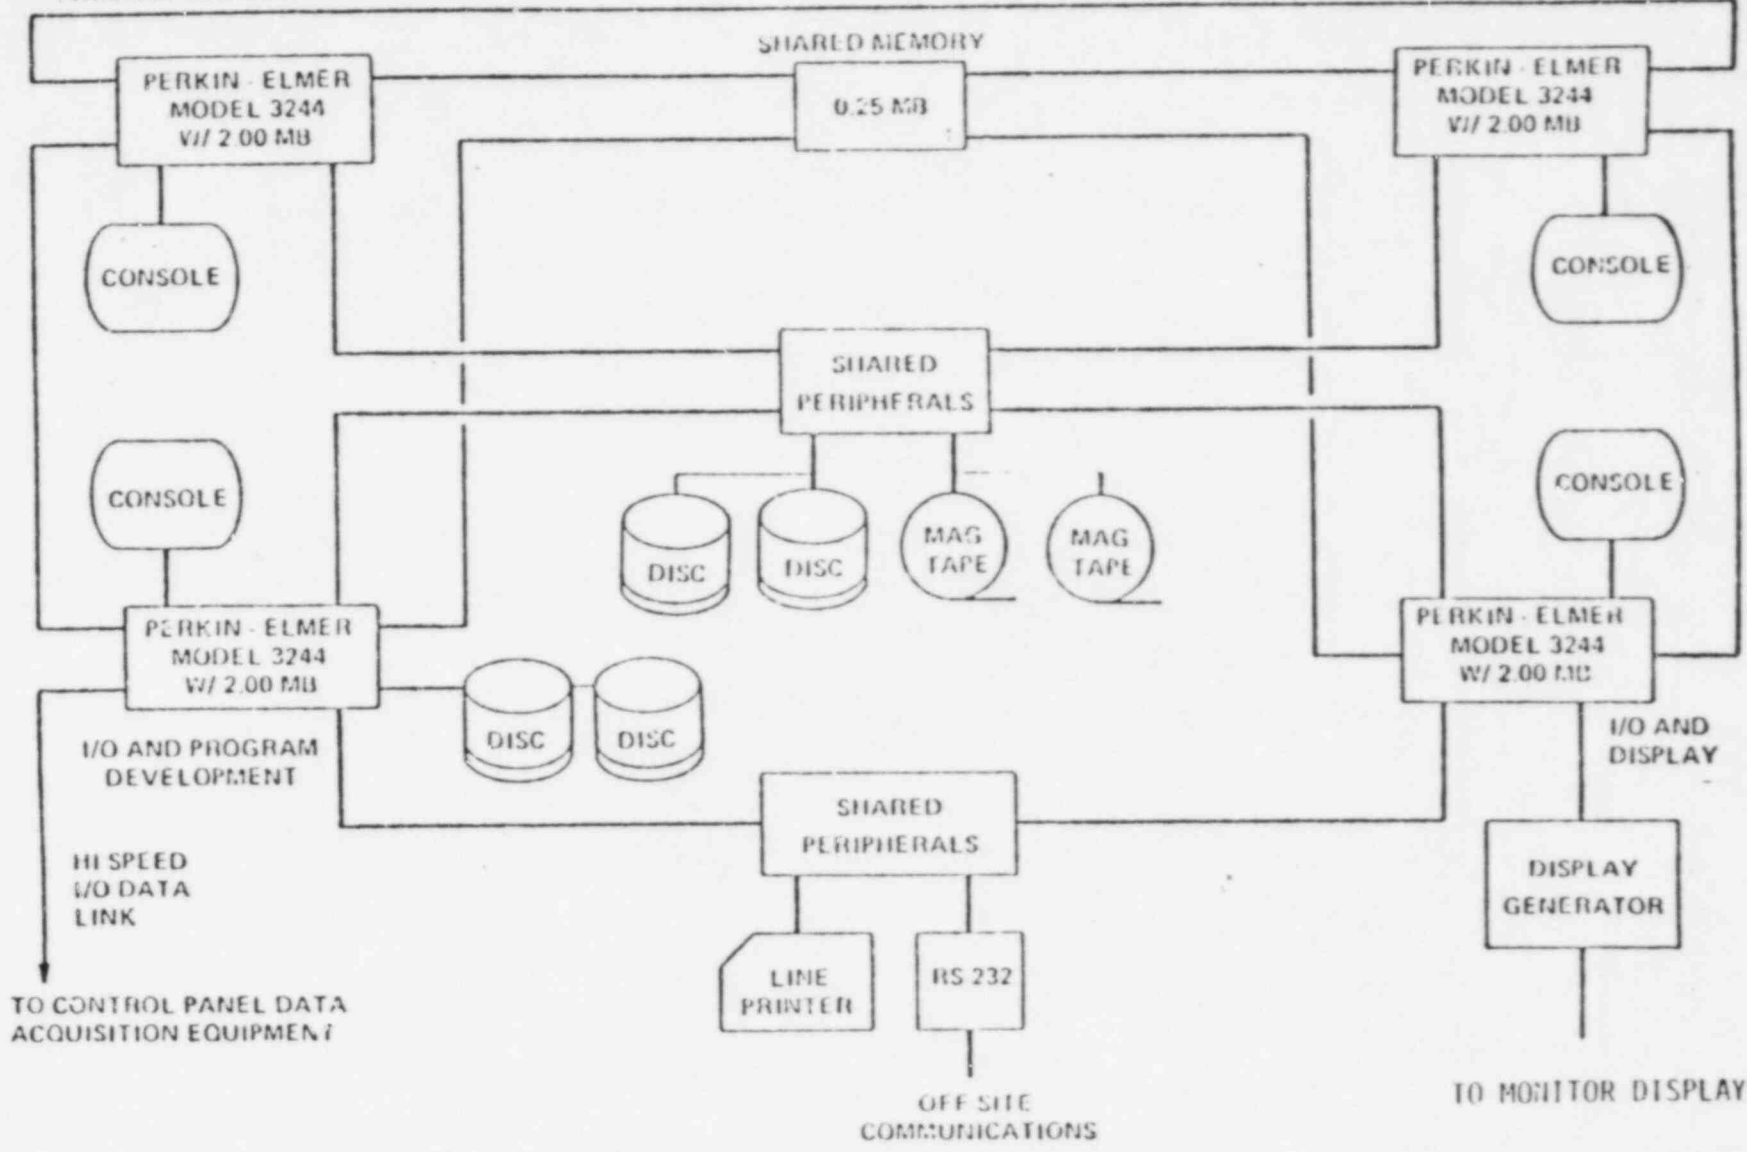 SHARED MEMORY
PERKIN - ELMER
MODEL 3244
W/ 2.00 MB
0.25 MB
PERKIN - ELMER
MODEL 3244
W/ 2.00 MB
CONSOLE
CONSOLE
SHARED
PERIPHERALS
CONSOLE
CONSOLE
DISC
DISC
MAG
TAPE
MAG
TAPE
PERKIN - ELMER
MODEL 3244
W/ 2.00 MB
PERKIN - ELMER
MODEL 3244
W/ 2.00 MB
I/O AND PROGRAM
DEVELOPMENT
DISC
DISC
I/O AND
DISPLAY
SHARED
PERIPHERALS
HI SPEED
I/O DATA
LINK
DISPLAY
GENERATOR
LINE
PRINTER
RS 232
TO CONTROL PANEL DATA
ACQUISITION EQUIPMENT
OFF SITE
COMMUNICATIONS
TO MONITOR DISPLAY